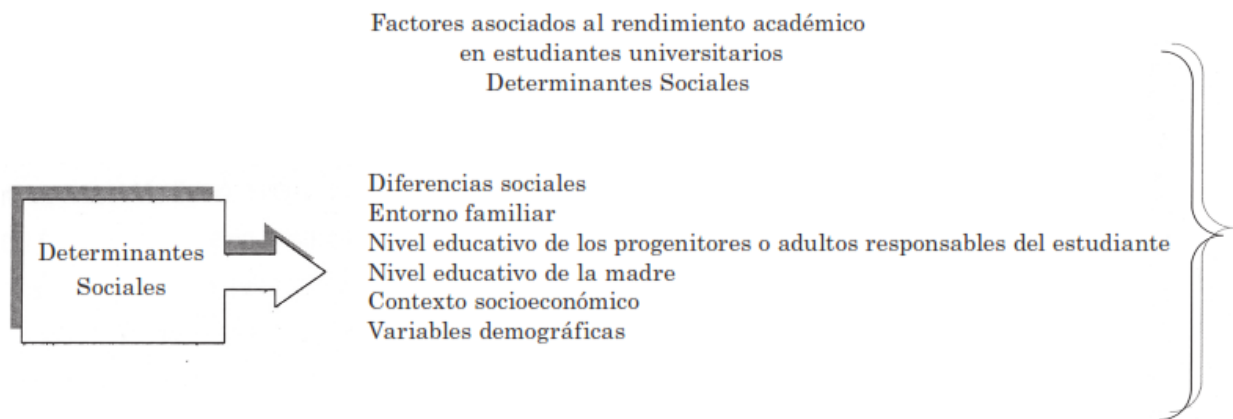 Factores asociados al rendimiento académico
en estudiantes universitarios
Determinantes Sociales
Determinantes
Sociales
Diferencias sociales
Entorno familiar
Nivel educativo de los progenitores o adultos responsables del estudiante
Nivel educativo de la madre
Contexto socioeconómico
Variables demográficas